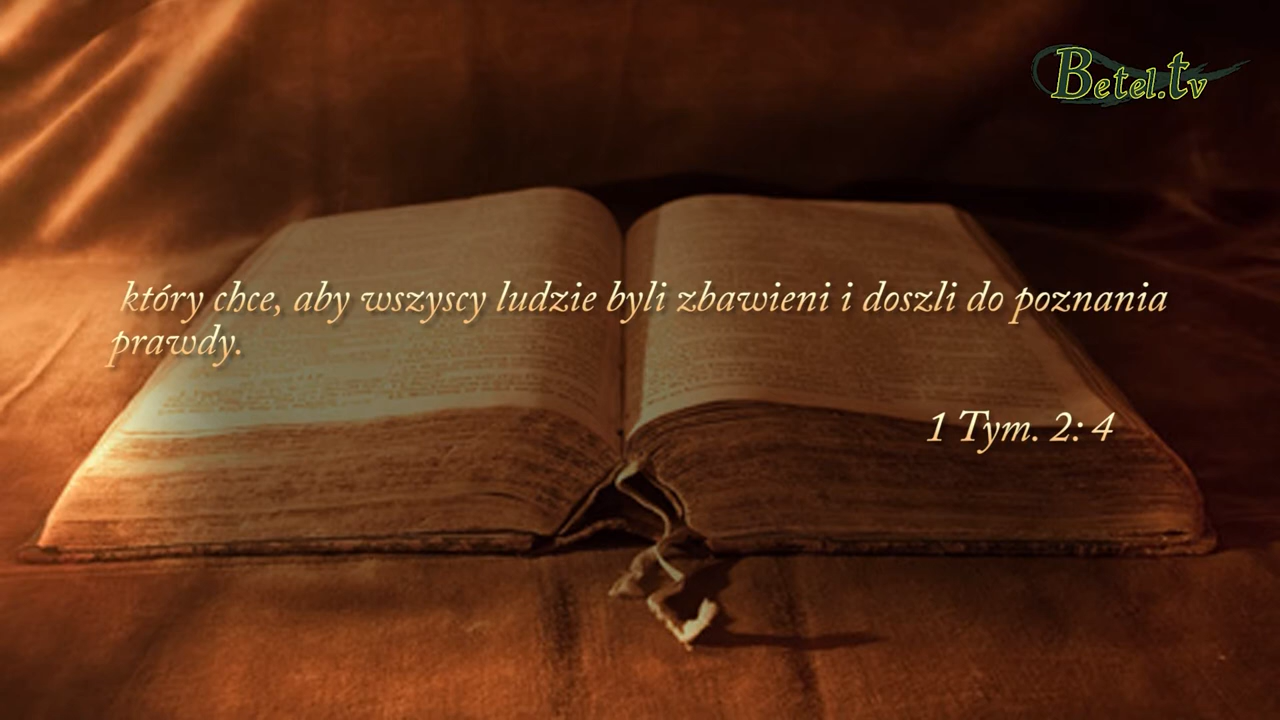 Betel.tv
który chce, aby wszyscy ludzie byli zbawieni i doszli do poznania
prawdy.
1 Tym. 2: 4